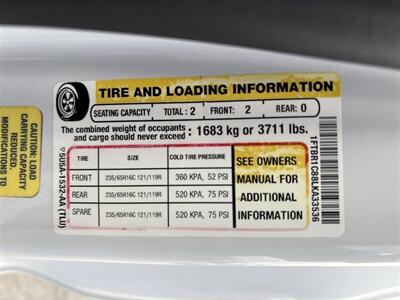 TIRE AND LOADING INFORMATION
SEATING CAPACITY TOTAL: 2 FRONT: 2 REAR: 0
The combined weight of occupants
and cargo should never exceed : 1683 kg or 3711 lbs.
TIRE SIZE COLD TIRE PRESSURE
FRONT 235/65R16C 121/119R 360 KPA, 52 PSI
REAR 235/65R16C 121/119R 520 KPA, 75 PSI
SPARE 235/65R16C 121/119R 520 KPA, 75 PSI
SEE OWNERS
MANUAL FOR
ADDITIONAL
INFORMATION
5U5A-1532-AA (TLU)
1FTBR1C88LKA33536
CAUTION: LOAD
CARRYING CAPACITY
REDUCED.
MODIFICATIONS TO